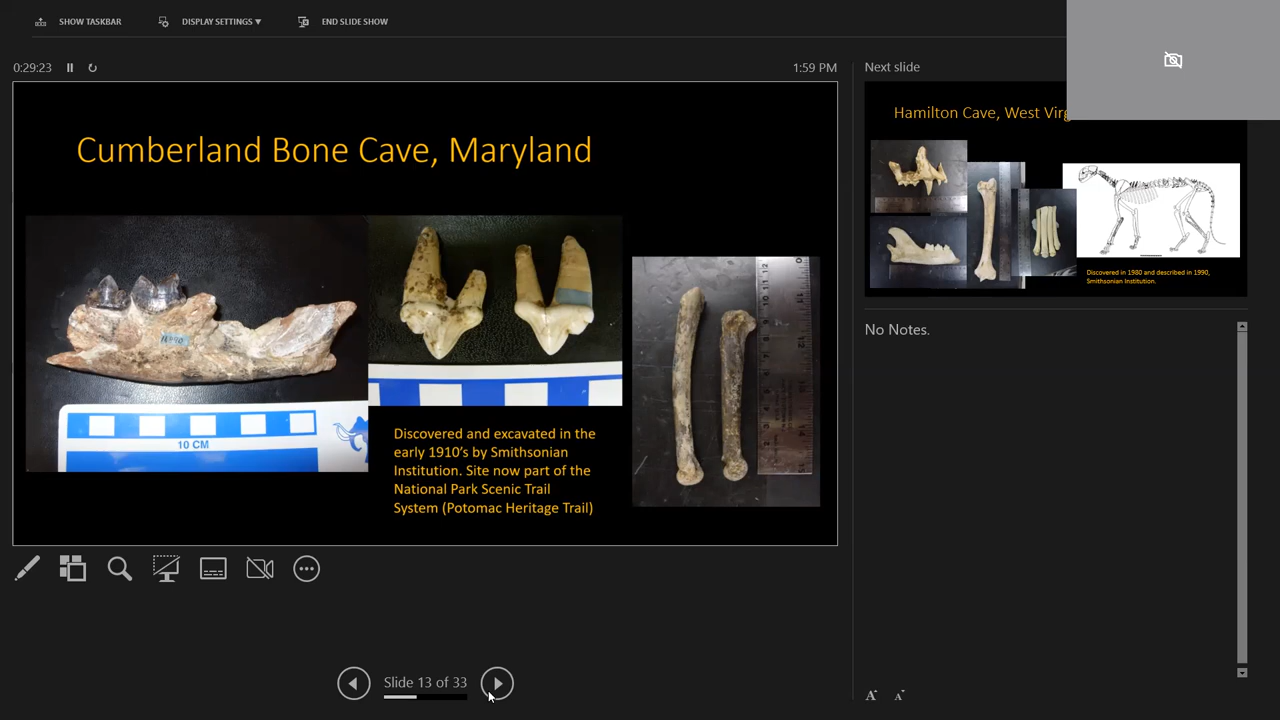 SHOW TASKBAR
DISPLAY SETTINGS ▼
END SLIDE SHOW
0:29:23
1:59 PM
Next slide
Cumberland Bone Cave, Maryland
10 CM
Discovered and excavated in the
early 1910's by Smithsonian
Institution. Site now part of the
National Park Scenic Trail
System (Potomac Heritage Trail)
Hamilton Cave, West Virg
Discovered in 1980 and described in 1990,
Smithsonian Institution.
No Notes.
Slide 13 of 33
A A